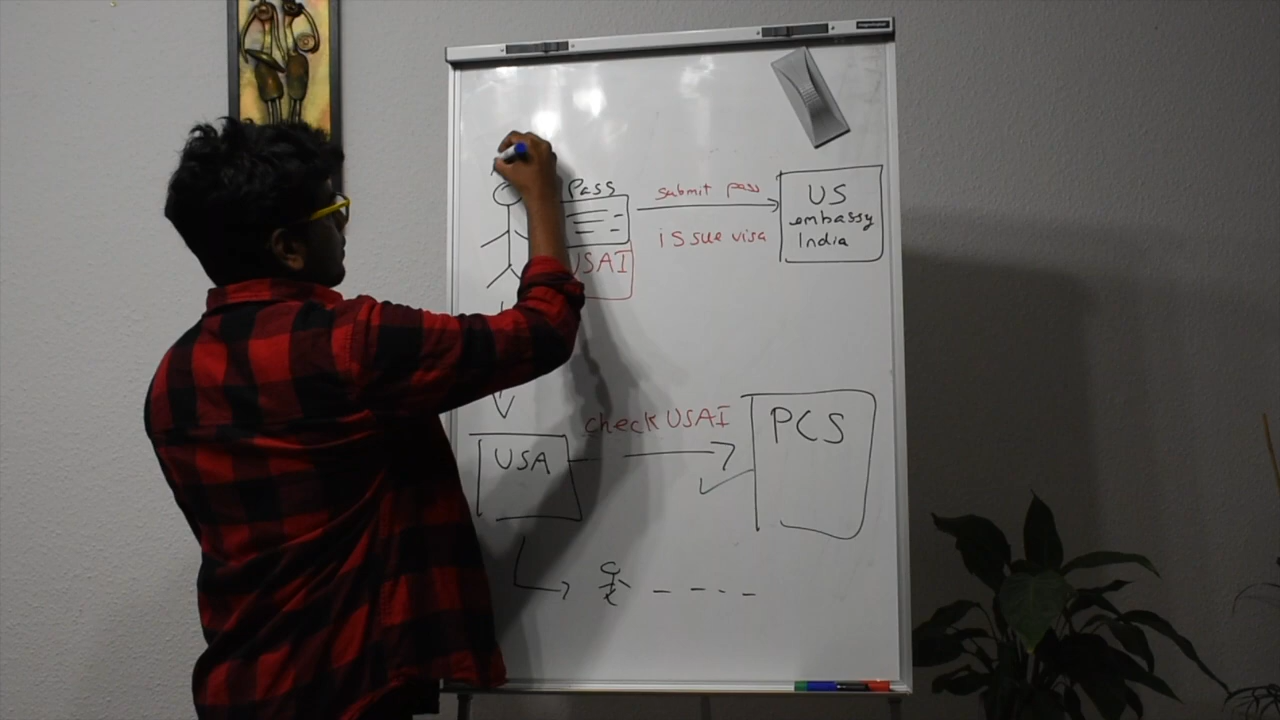 Pass
submit pass
issue visa
US
embassy
India
USAI
check USAI
PCS
USA